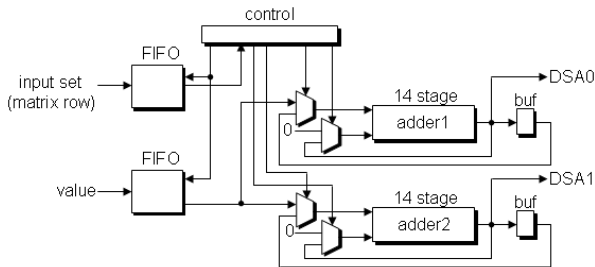 control
FIFO
input set
(matrix row)
DSA0
14 stage
buf
adder1
0
FIFO
value
DSA1
14 stage
buf
adder2
0